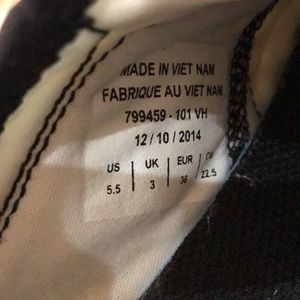 MADE IN VIET NAM
FABRIQUE AU VIET NAM
799459 - 101 VH
12 / 10 / 2014
US UK EUR CM
5.5 3 36 22.5